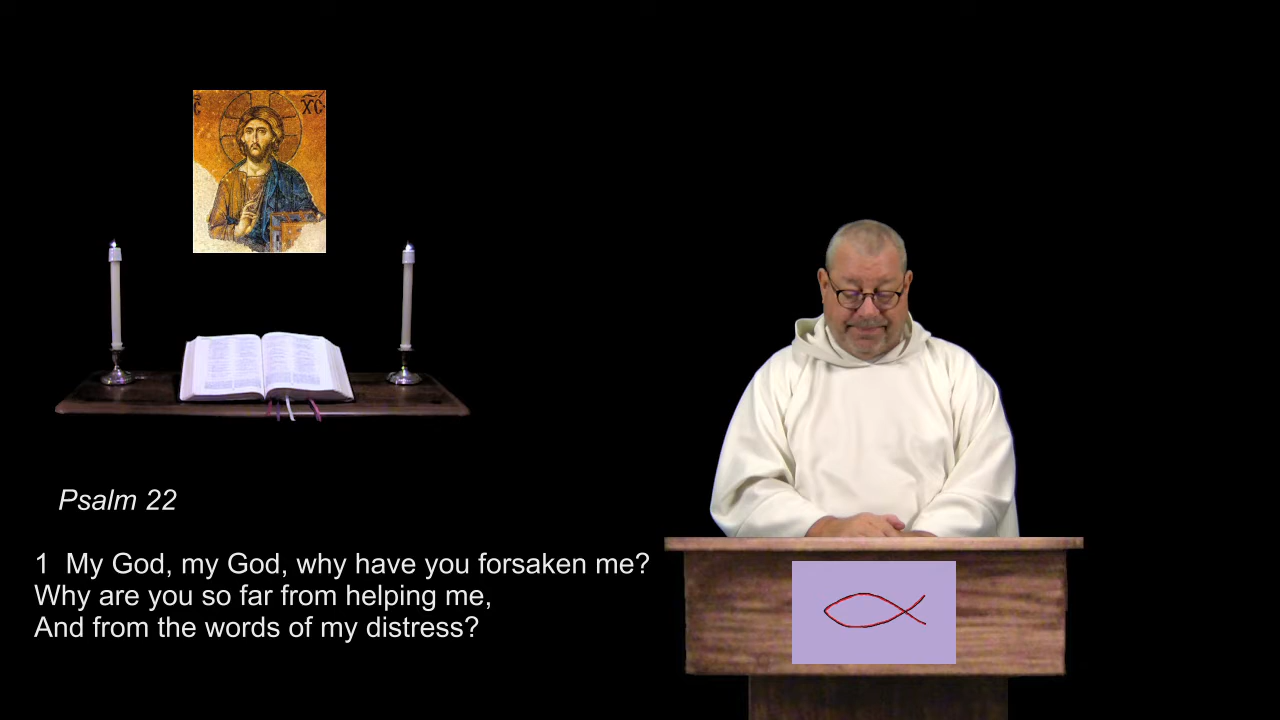 C XC
Psalm 22
1 My God, my God, why have you forsaken me?
Why are you so far from helping me,
And from the words of my distress?